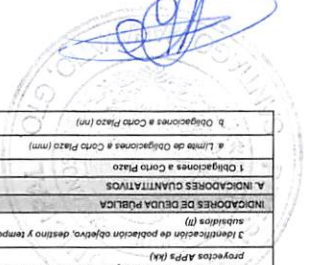 proyectos APPs (kk)
3 Identificación de población objetivo, destino y tempo
subsidios (ll)
INDICADORES DE DEUDA PÚBLICA
A. INDICADORES CUANTITATIVOS
1 Obligaciones a Corto Plazo
a. Límite de Obligaciones a Corto Plazo (mm)
b. Obligaciones a Corto Plazo (nn)